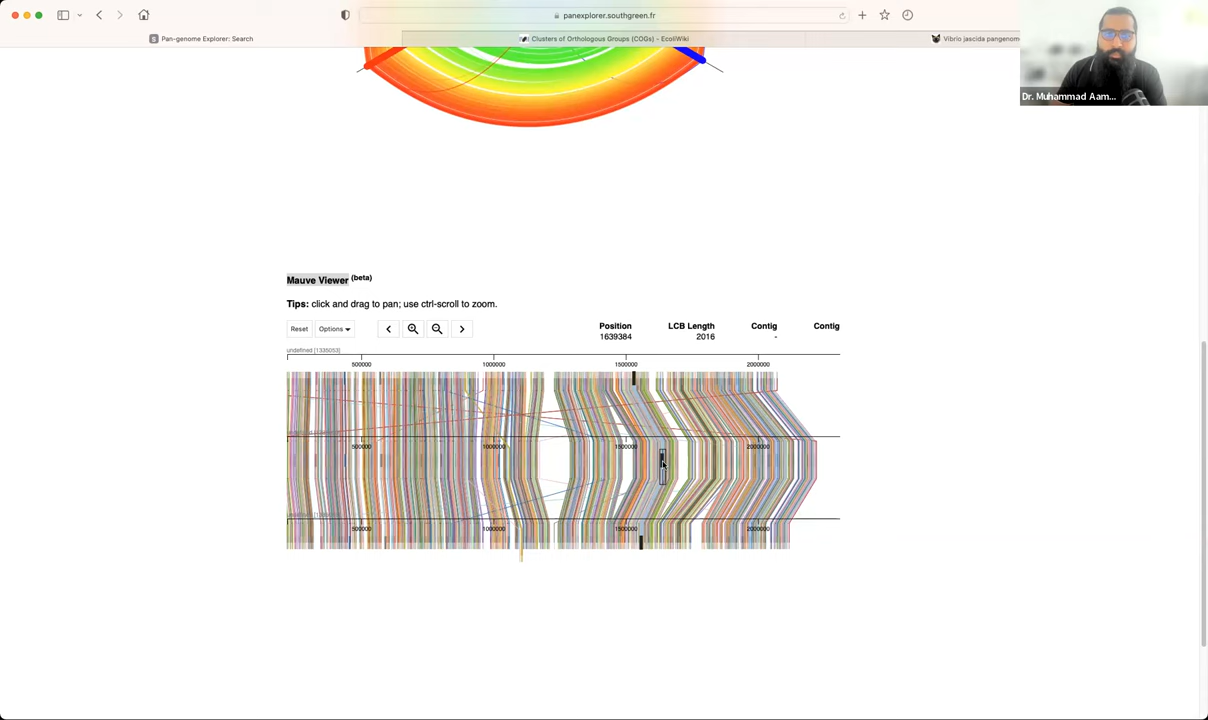 panexplorer.southgreen.fr
S Pan-genome Explorer: Search
Clusters of Orthologous Groups (COGs) - EcoliWiki
Vibrio jascida pangenom
Dr. Muhammad Aam...
Mauve Viewer (beta)
Tips: click and drag to pan; use ctrl-scroll to zoom.
Reset Options
Position LCB Length Contig Contig
1639384 2016 -
undefined [1335053]
500000 1000000 1500000 2000000
500000 1000000 1500000 2000000
500000 1000000 1500000 2000000